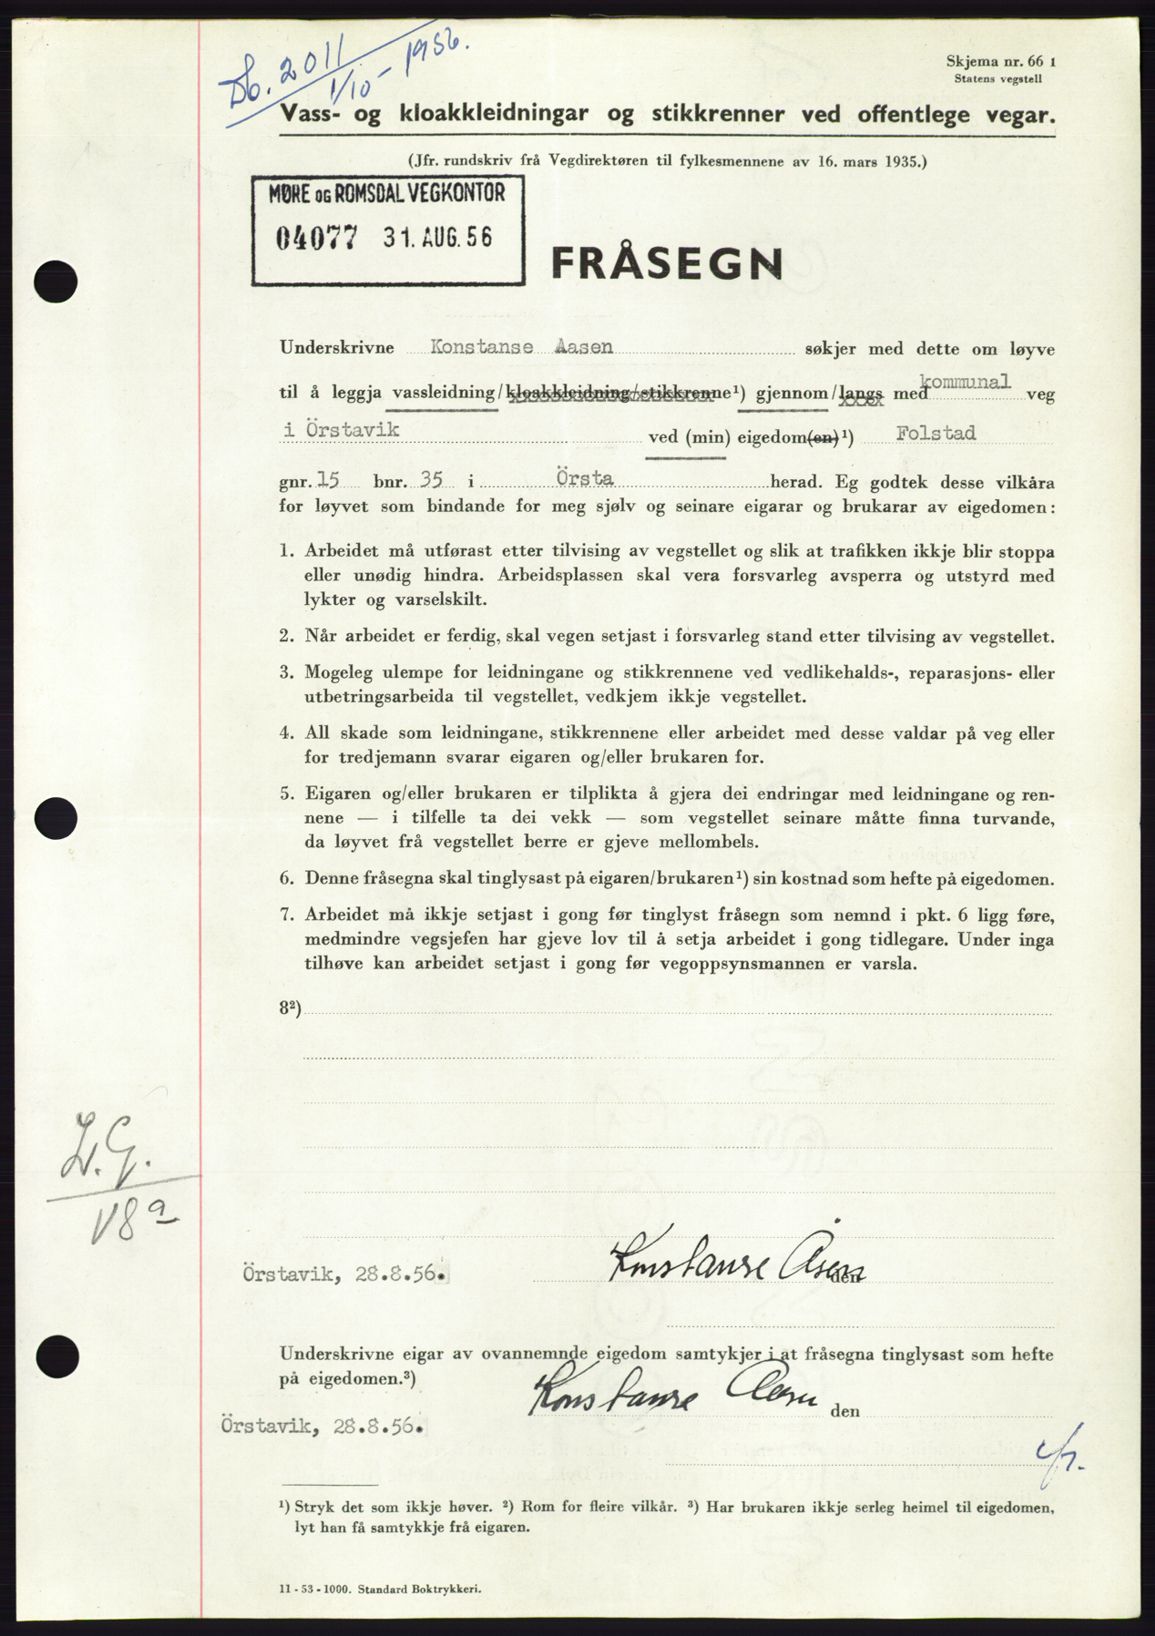 Db. 2011
1/10 - 1956.
Skjema nr. 66 1
Statens vegstell
Vass- og kloakkleidningar og stikkrenner ved offentlege vegar.
(Jfr. rundskriv frå Vegdirektøren til fylkesmennene av 16. mars 1935.)
MØRE OG ROMSDAL VEGKONTOR
04077 31. AUG. 56
FRÅSEGN
Underskrivne Konstanse Aasen søkjer med dette om løyve
til å leggja vassleidning/kloakkleidning/stikkrenne¹) gjennom/langs med kommunal veg
i Örstavik ved (min) eigedom(en)¹) Folstad
gnr. 15 bnr. 35 i Örsta herad. Eg godtek desse vilkåra
for løyvet som bindande for meg sjølv og seinare eigarar og brukarar av eigedomen:
1. Arbeidet må utførast etter tilvising av vegstellet og slik at trafikken ikkje blir stoppa
eller unødig hindra. Arbeidsplassen skal vera forsvarleg avsperra og utstyrd med
lykter og varselskilt.
2. Når arbeidet er ferdig, skal vegen setjast i forsvarleg stand etter tilvising av vegstellet.
3. Mogeleg ulempe for leidningane og stikkrennene ved vedlikehalds-, reparasjons- eller
utbetringsarbeida til vegstellet, vedkjem ikkje vegstellet.
4. All skade som leidningane, stikkrennene eller arbeidet med desse valdar på veg eller
for tredjemann svarar eigaren og/eller brukaren for.
5. Eigaren og/eller brukaren er tilplikta å gjera dei endringar med leidningane og ren-
nene — i tilfelle ta dei vekk — som vegstellet seinare måtte finna turvande,
da løyvet frå vegstellet berre er gjeve mellombels.
6. Denne fråsegna skal tinglysast på eigaren/brukaren¹) sin kostnad som hefte på eigedomen.
7. Arbeidet må ikkje setjast i gong før tinglyst fråsegn som nemnd i pkt. 6 ligg føre,
medmindre vegsjefen har gjeve lov til å setja arbeidet i gong tidlegare. Under inga
tilhøve kan arbeidet setjast i gong før vegoppsynsmannen er varsla.
8²)
L.G.
V8 a
Örstavik, 28.8.56. Konstanse Åsen den
Underskrivne eigar av ovannemnde eigedom samtykjer i at fråsegna tinglysast som hefte
på eigedomen.³)
Konstanse Åsen den
Örstavik, 28.8.56.
¹) Stryk det som ikkje høver. ²) Rom for fleire vilkår. ³) Har brukaren ikkje serleg heimel til eigedomen,
lyt han få samtykkje frå eigaren.
11 - 53 - 1000. Standard Boktrykkeri.